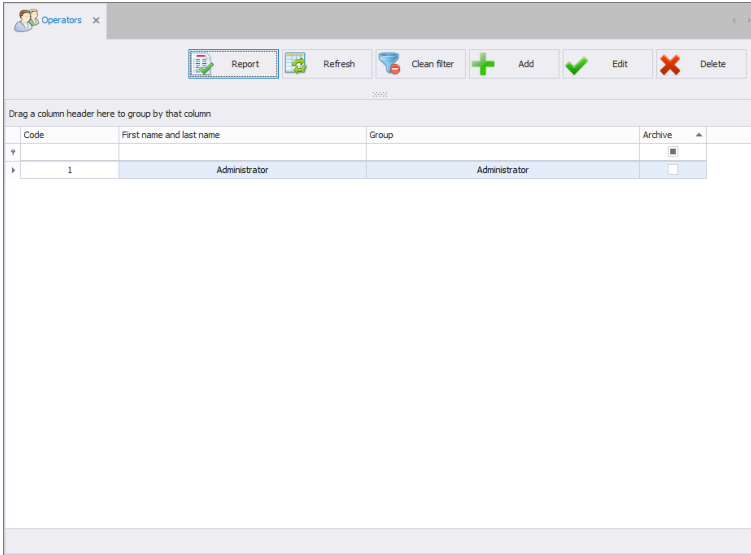 Operators
Report Refresh Clean filter Add Edit Delete
Drag a column header here to group by that column
Code First name and last name Group Archive
1 Administrator Administrator